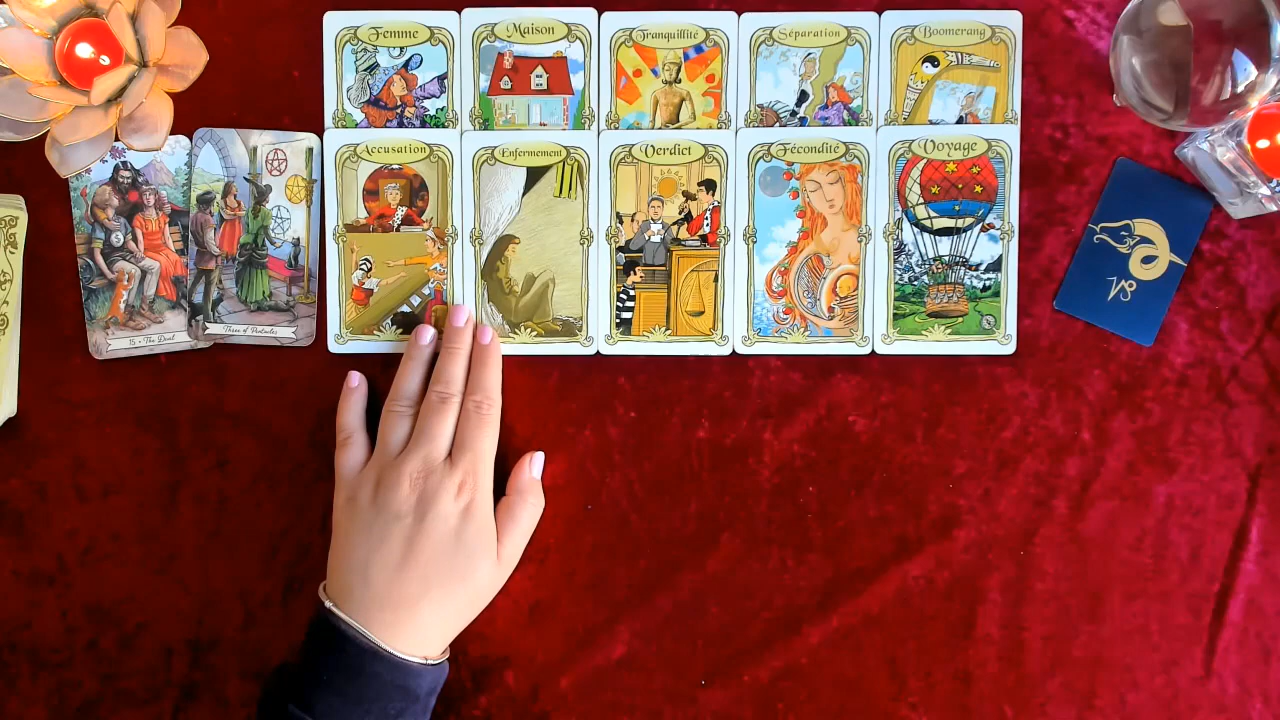 Femme
Maison
Tranquillité
Séparation
Boomerang
Accusation
Enfermement
Verdict
Fécondité
Voyage
15 • The Devil
Three of Pentacles